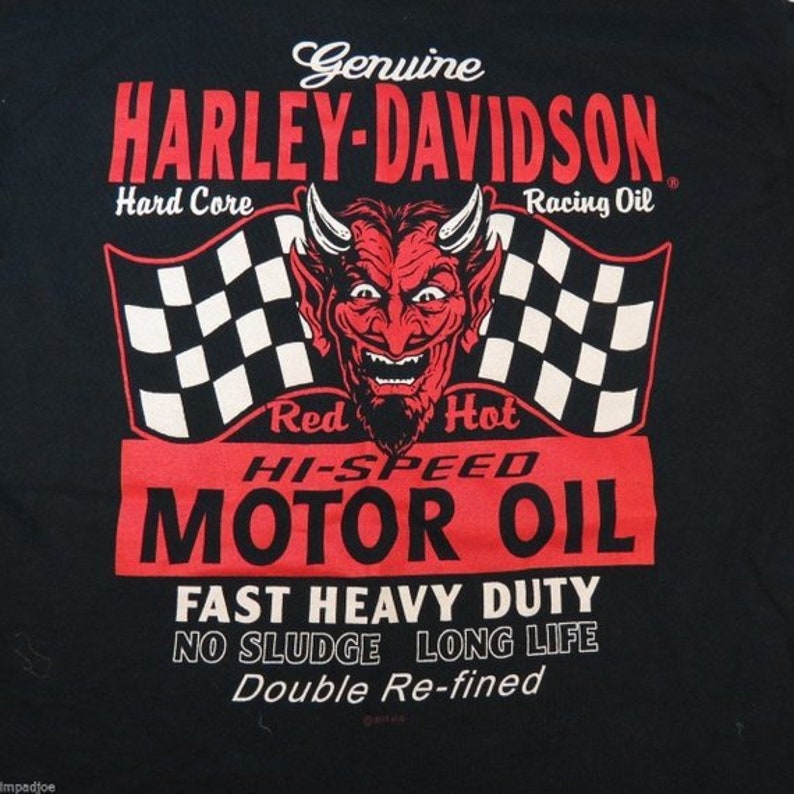 Genuine
HARLEY-DAVIDSON®
Hard Core Racing Oil
Red Hot
HI-SPEED
MOTOR OIL
FAST HEAVY DUTY
NO SLUDGE LONG LIFE
Double Re-fined
impadjoe